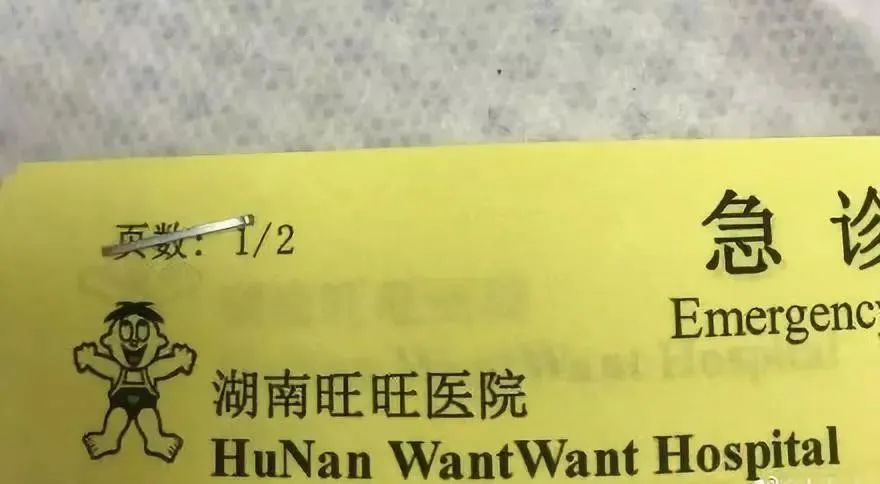 页数: 1/2
急诊
Emergency
湖南旺旺医院
HuNan WantWant Hospital